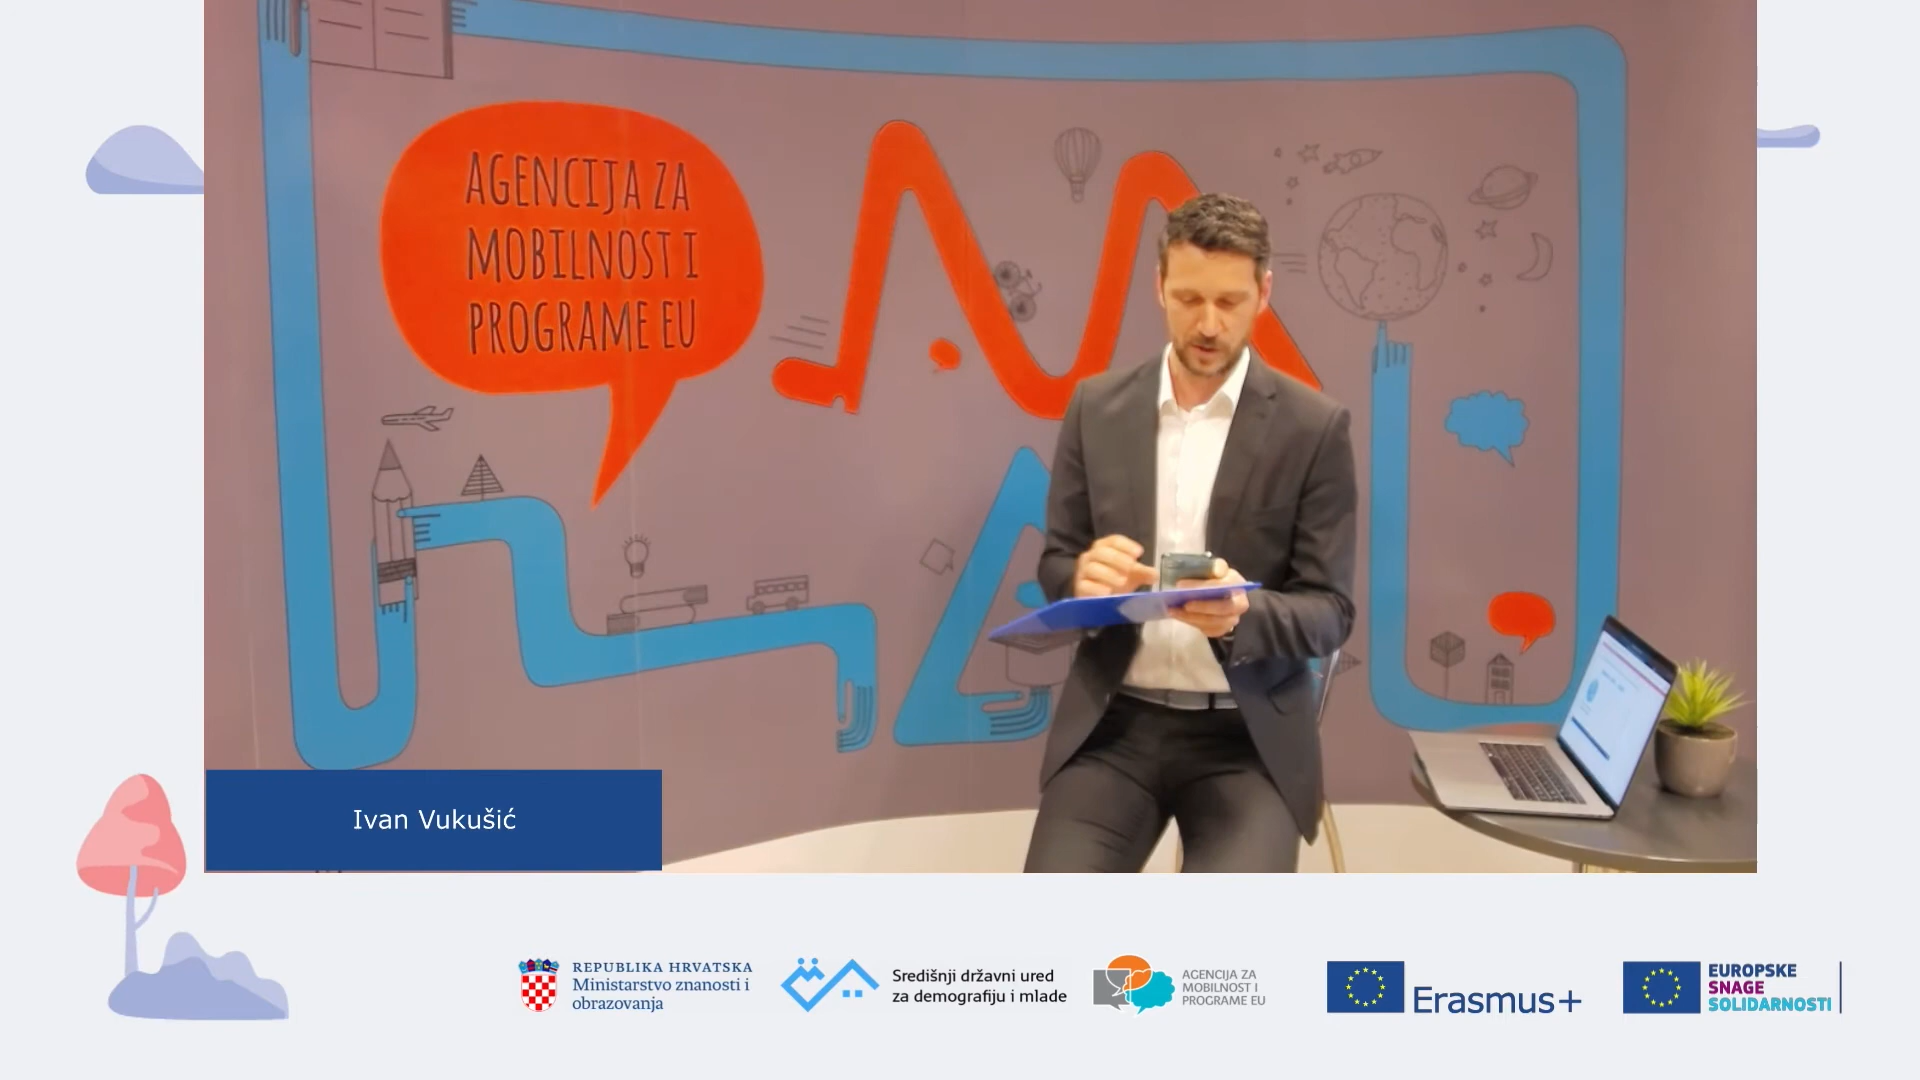 AGENCIJA ZA
MOBILNOST I
PROGRAME EU
Ivan Vukušić
REPUBLIKA HRVATSKA
Ministarstvo znanosti i
obrazovanja
Središnji državni ured
za demografiju i mlade
AGENCIJA ZA
MOBILNOST I
PROGRAME EU
Erasmus+
EUROPSKE
SNAGE
SOLIDARNOSTI